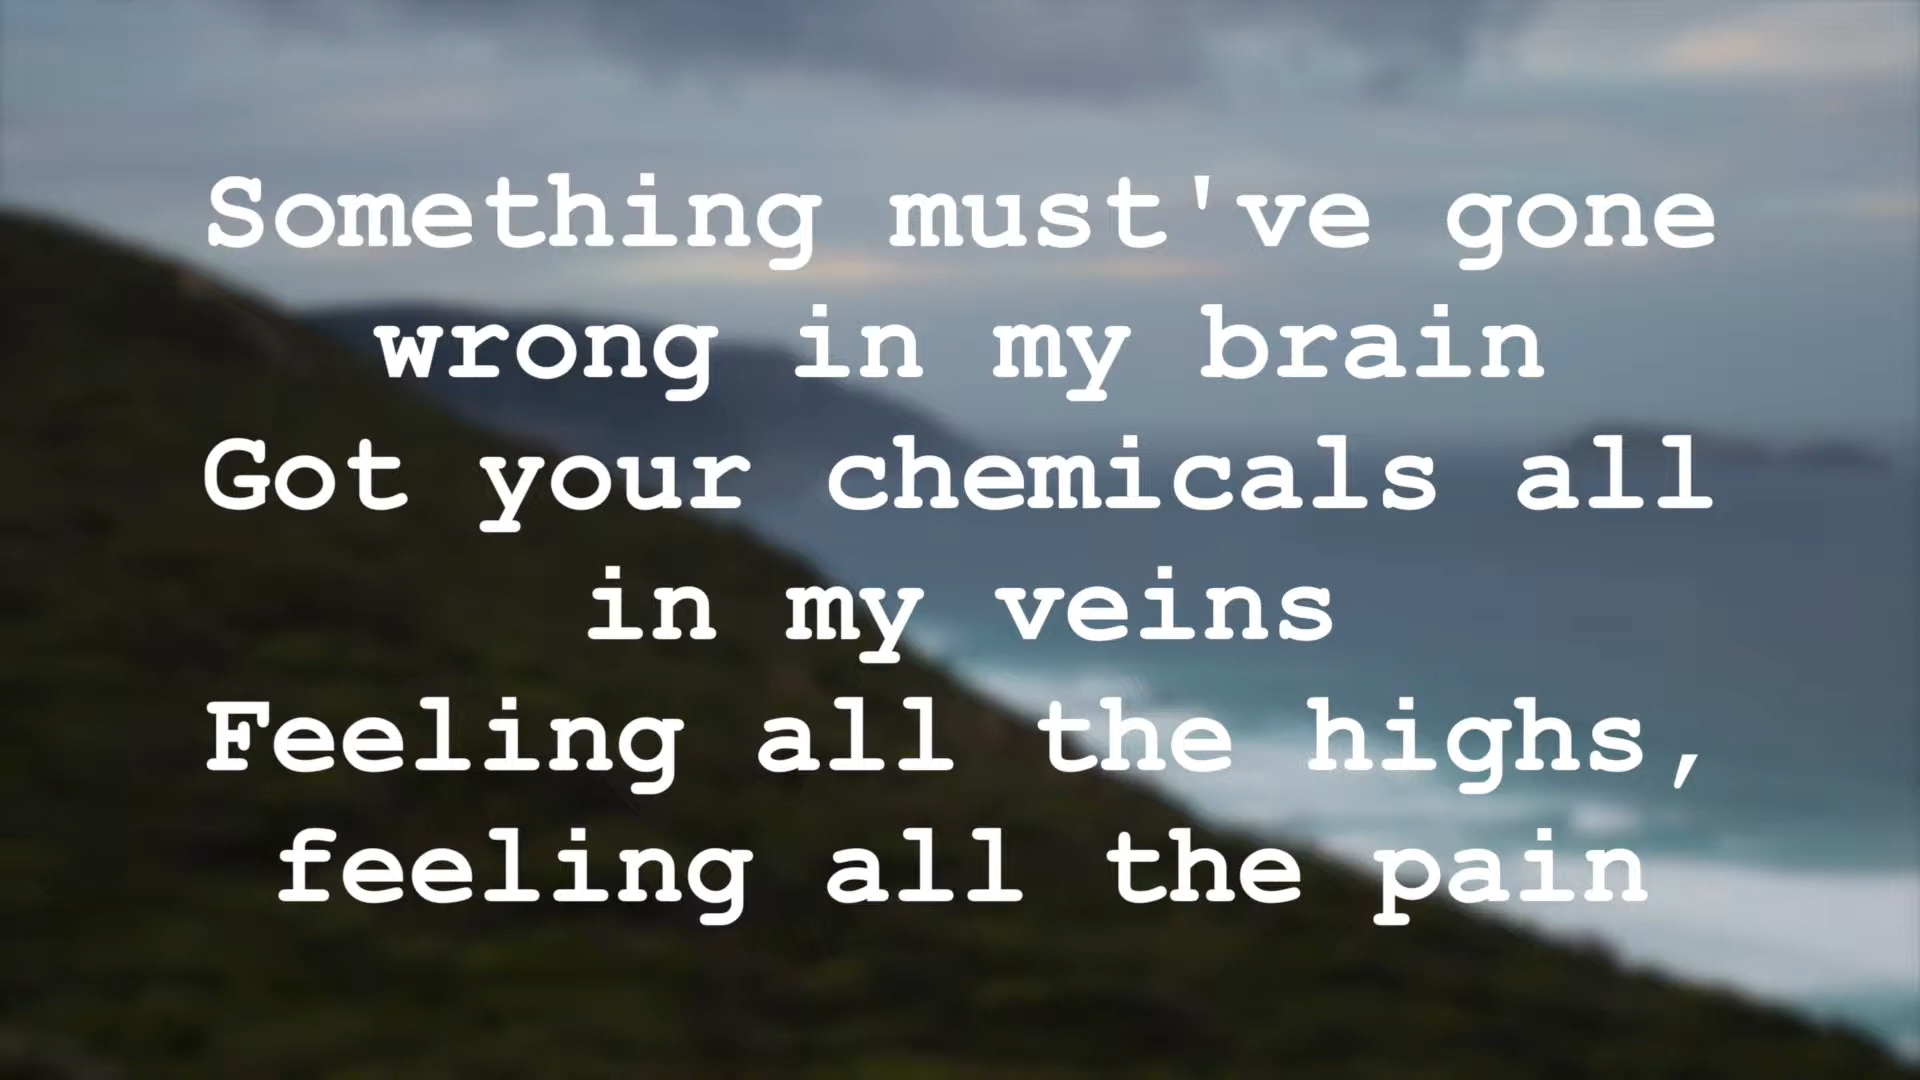 Something must've gone
wrong in my brain
Got your chemicals all
in my veins
Feeling all the highs,
feeling all the pain